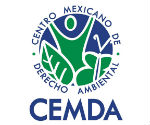 CENTRO MEXICANO DE
DERECHO AMBIENTAL
CEMDA